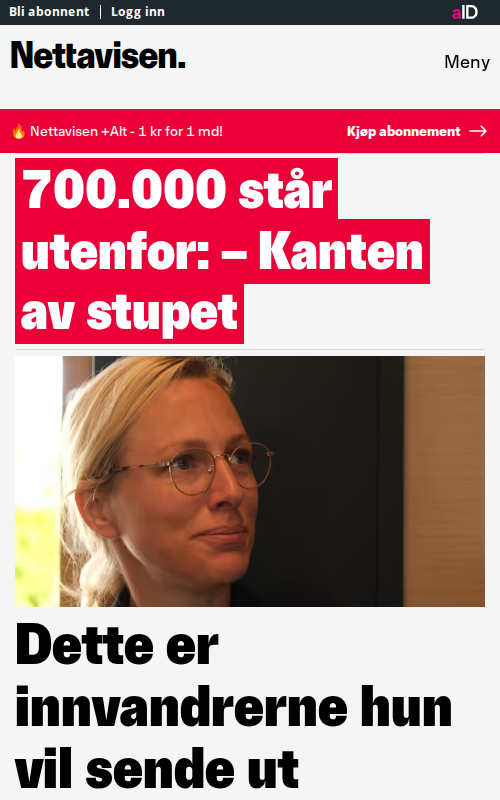 Bli abonnent | Logg inn
aID
Nettavisen.
Meny
🔥 Nettavisen +Alt - 1 kr for 1 md!
Kjøp abonnement →
700.000 står
utenfor: – Kanten
av stupet
Dette er
innvandrerne hun
vil sende ut